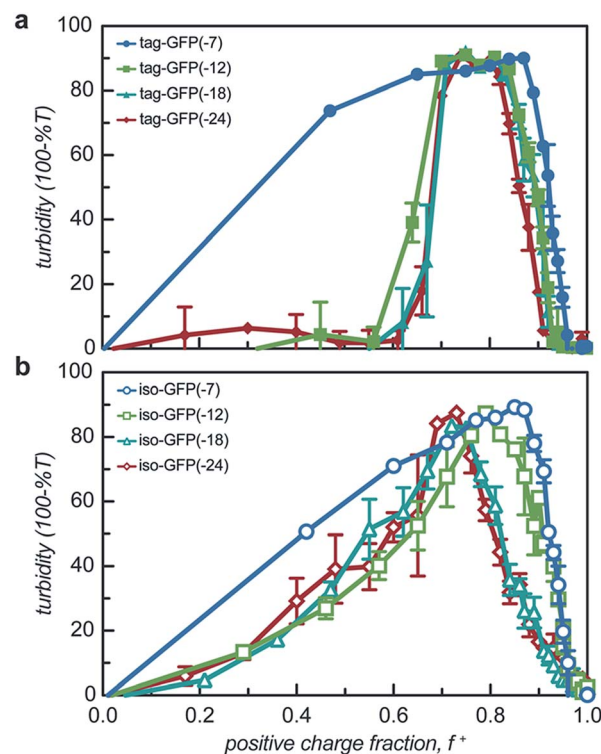 a
100
80
60
40
20
0
turbidity (100-%T)
tag-GFP(-7)
tag-GFP(-12)
tag-GFP(-18)
tag-GFP(-24)
b
100
80
60
40
20
0
turbidity (100-%T)
iso-GFP(-7)
iso-GFP(-12)
iso-GFP(-18)
iso-GFP(-24)
0.0 0.2 0.4 0.6 0.8 1.0
positive charge fraction, f +